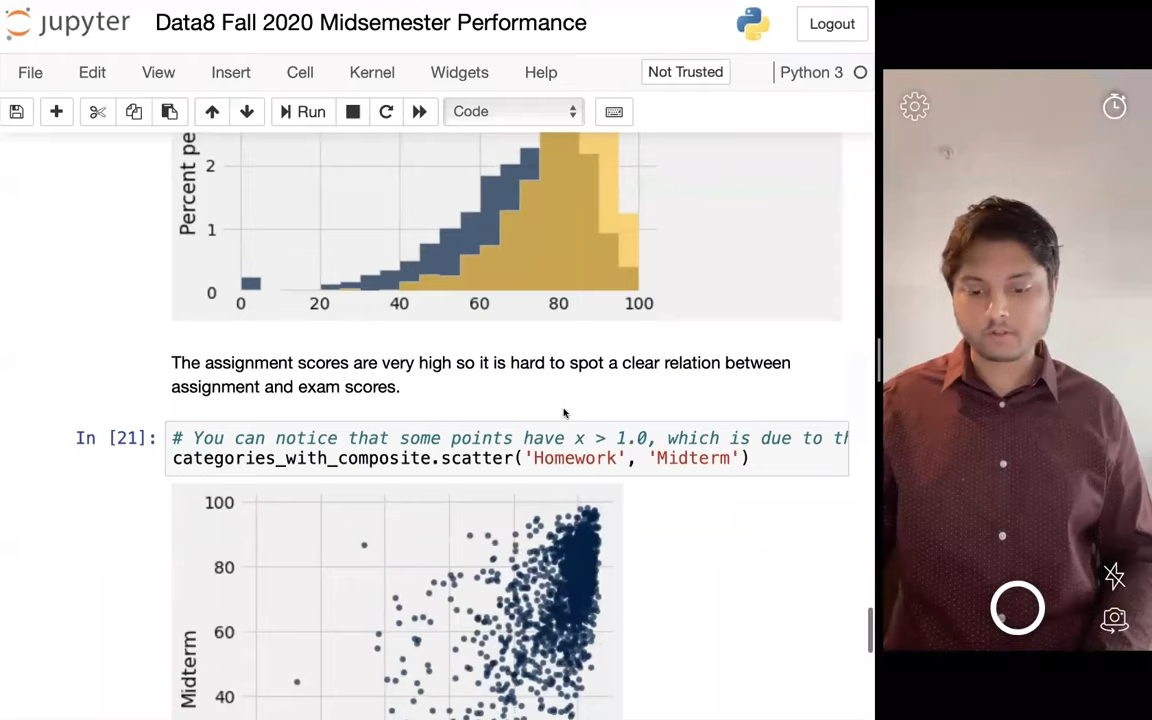 jupyter Data8 Fall 2020 Midsemester Performance Logout
File Edit View Insert Cell Kernel Widgets Help Not Trusted Python 3
Run Code
Percent pe
2
1
0
0 20 40 60 80 100
The assignment scores are very high so it is hard to spot a clear relation between
assignment and exam scores.
In [21]: # You can notice that some points have x > 1.0, which is due to th
categories_with_composite.scatter('Homework', 'Midterm')
100
80
60
40
Midterm